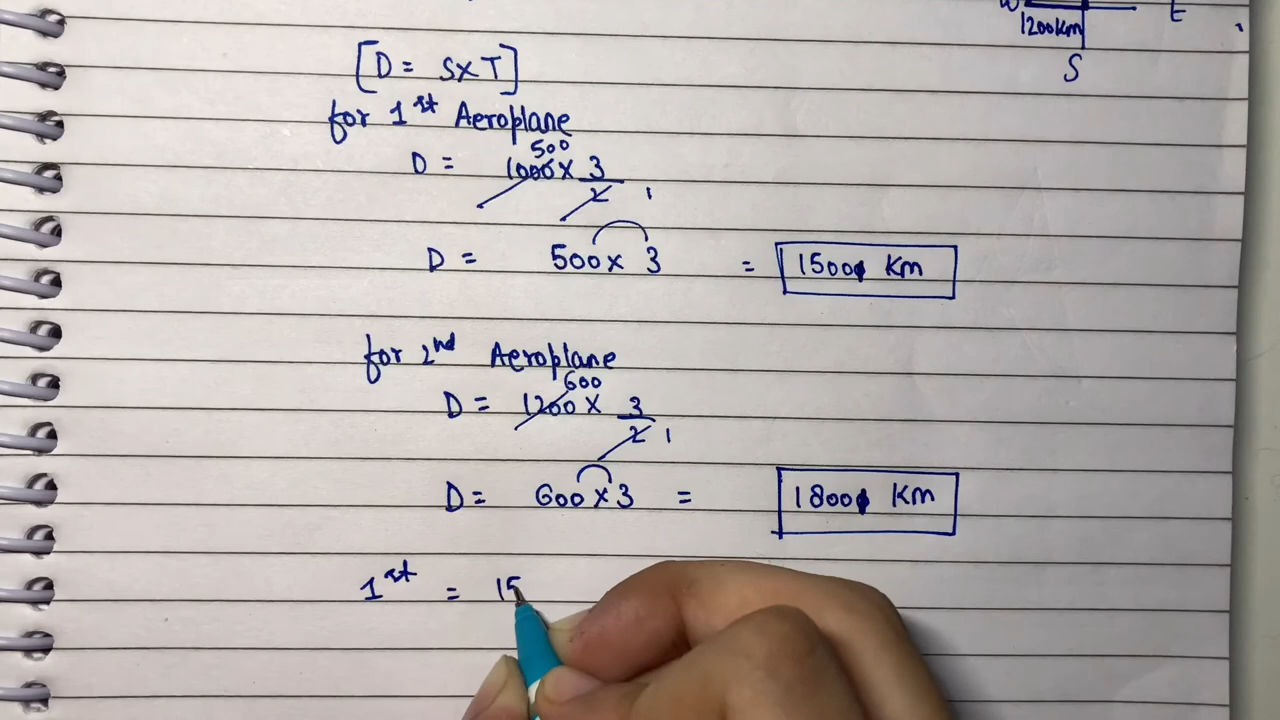 W E
1200km
S
[D = S×T]
for 1st Aeroplane
500
D = 1000 × 3/2 1
D = 500 × 3 = 1500 Km
for 2nd Aeroplane
600
D = 1200 × 3/2 1
D = 600 × 3 = 1800 Km
1st = 15